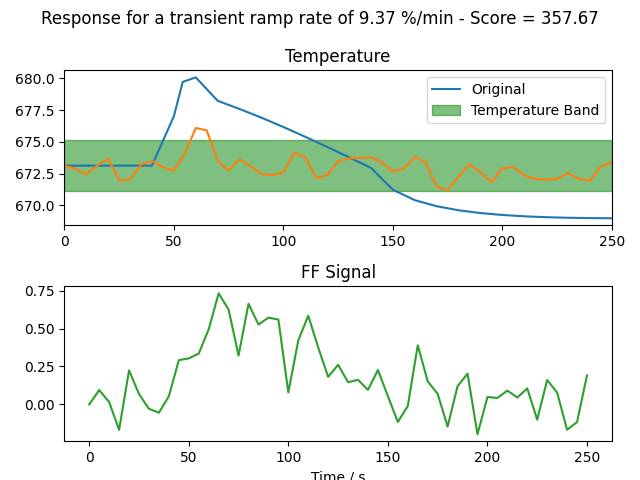 Response for a transient ramp rate of 9.37 %/min - Score = 357.67
Temperature
680.0
677.5
675.0
672.5
670.0
Original
Temperature Band
0 50 100 150 200 250
FF Signal
0.75
0.50
0.25
0.00
0 50 100 150 200 250
Time / s